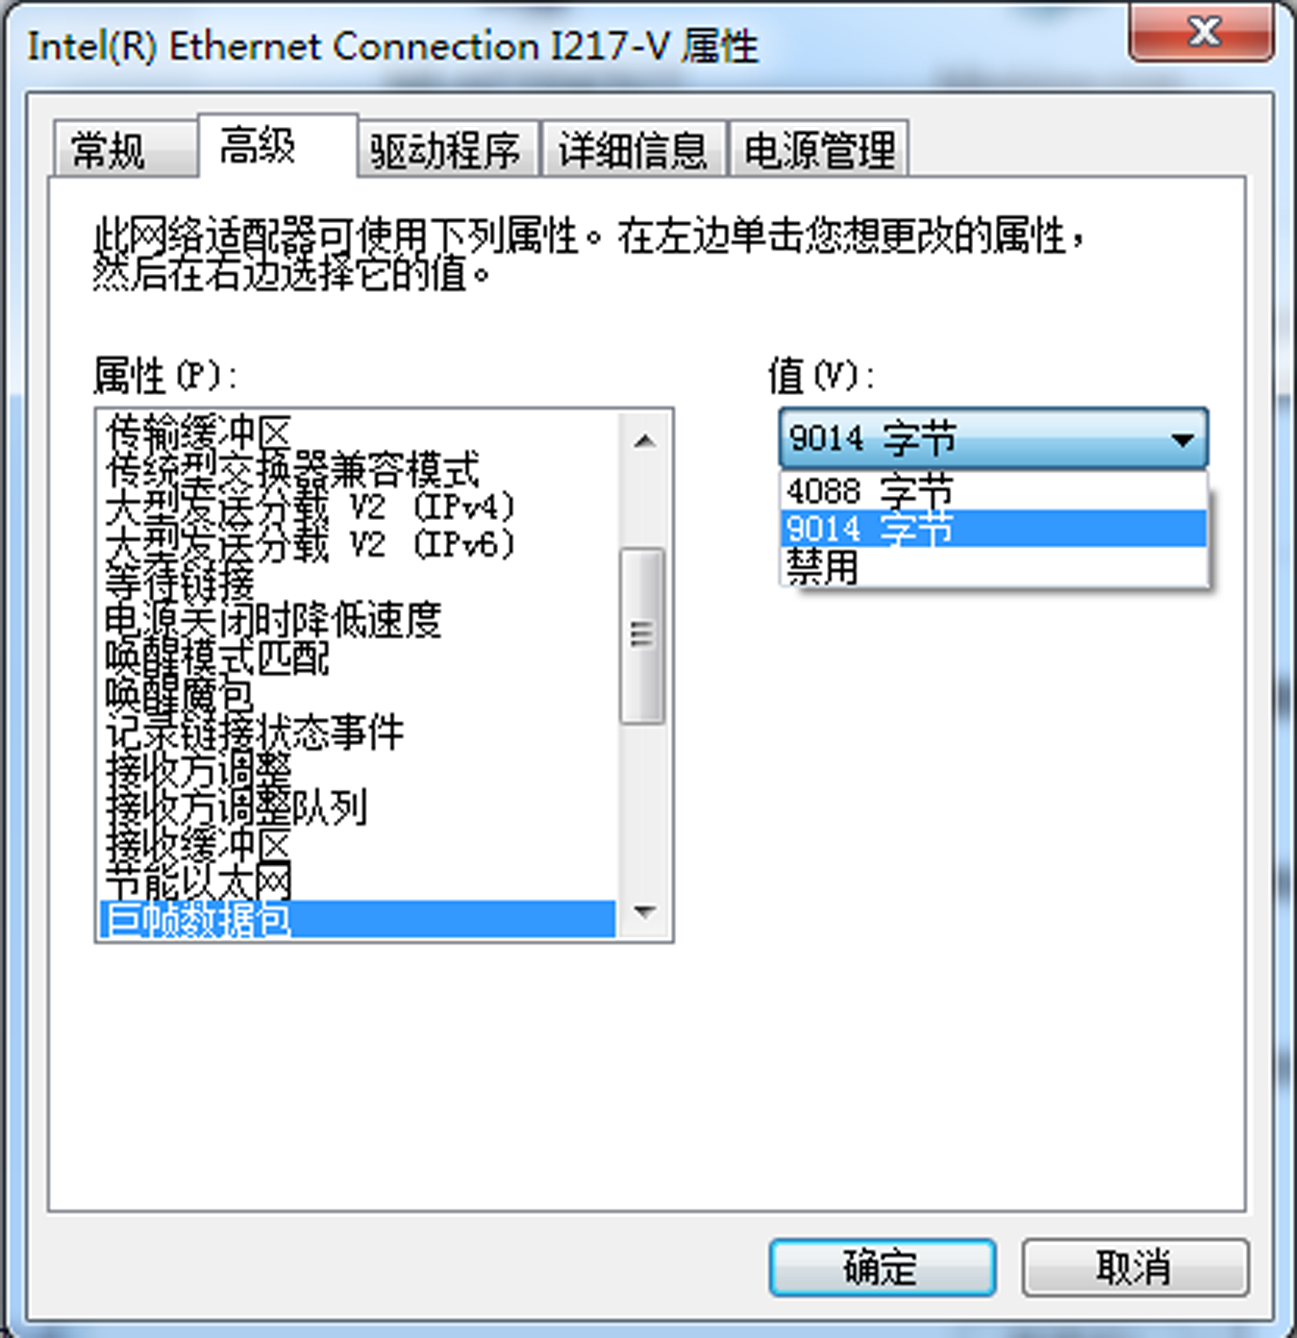 Intel(R) Ethernet Connection I217-V 属性
常规 高级 驱动程序 详细信息 电源管理
此网络适配器可使用下列属性。在左边单击您想更改的属性，
然后在右边选择它的值。
属性(P):
传输缓冲区
传统型交换器兼容模式
大型发送分载 V2 (IPv4)
大型发送分载 V2 (IPv6)
等待链接
电源关闭时降低速度
唤醒模式匹配
唤醒魔包
记录链接状态事件
接收方调整
接收方调整队列
接收缓冲区
节能以太网
巨帧数据包
值(V):
9014 字节
4088 字节
9014 字节
禁用
确定 取消